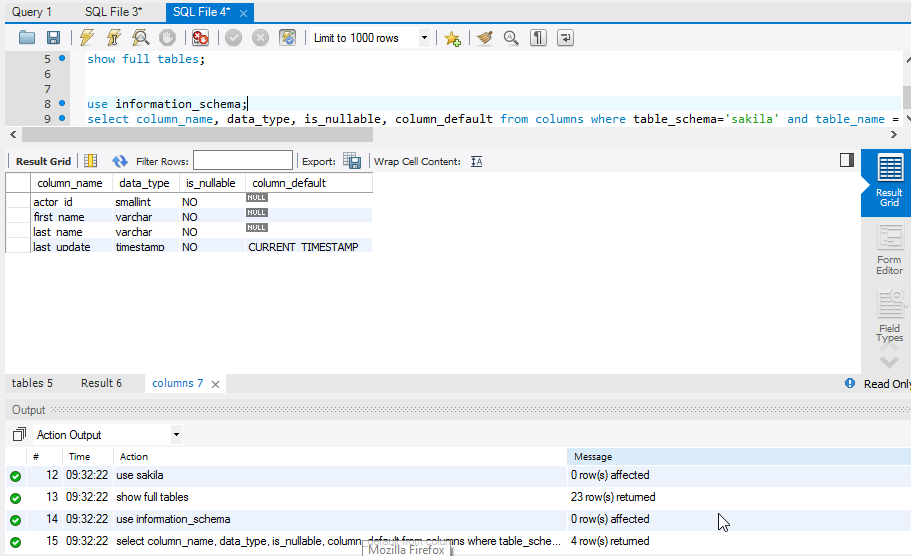 Query 1 SQL File 3* SQL File 4*
Limit to 1000 rows
5 show full tables;
6
7
8 use information_schema;
9 select column_name, data_type, is_nullable, column_default from columns where table_schema='sakila' and table_name =
Result Grid Filter Rows: Export: Wrap Cell Content:
column_name data_type is_nullable column_default
actor_id smallint NO NULL
first_name varchar NO NULL
last_name varchar NO NULL
last_update timestamp NO CURRENT_TIMESTAMP
Result
Grid
Form
Editor
Field
Types
tables 5 Result 6 columns 7 Read Only
Output
Action Output
# Time Action Message
12 09:32:22 use sakila 0 row(s) affected
13 09:32:22 show full tables 23 row(s) returned
14 09:32:22 use information_schema 0 row(s) affected
15 09:32:22 select column_name, data_type, is_nullable, column_default from columns where table_sche... 4 row(s) returned
Mozilla Firefox